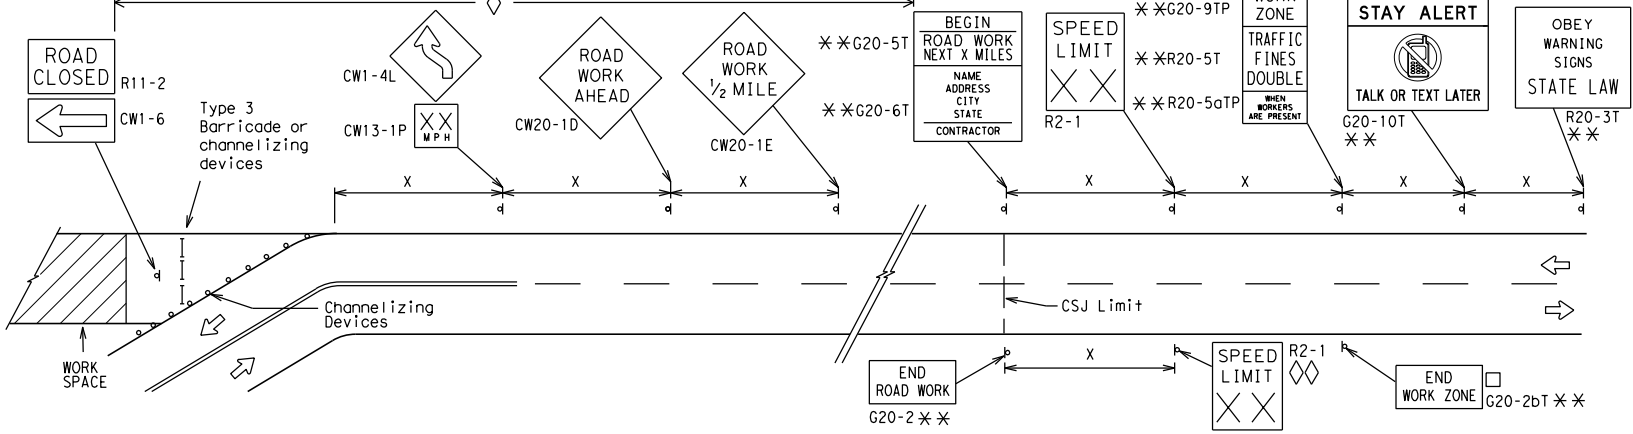 ROAD
CLOSED
R11-2
CW1-6
Type 3
Barricade or
channelizing
devices
CW1-4L
XX
MPH
CW13-1P
ROAD
WORK
AHEAD
CW20-1D
ROAD
WORK
1/2 MILE
CW20-1E
**G20-5T
BEGIN
ROAD WORK
NEXT X MILES
**G20-6T
NAME
ADDRESS
CITY
STATE
CONTRACTOR
SPEED
LIMIT
XX
R2-1
**G20-9TP
ZONE
**R20-5T
TRAFFIC
FINES
DOUBLE
**R20-5aTP
WHEN
WORKERS
ARE PRESENT
STAY ALERT
TALK OR TEXT LATER
G20-10T
**
OBEY
WARNING
SIGNS
STATE LAW
R20-3T
**
X
X
X
X
X
X
X
Channelizing
Devices
WORK
SPACE
CSJ Limit
END
ROAD WORK
G20-2 **
X
SPEED
LIMIT
XX
R2-1
END
WORK ZONE
G20-2bT **